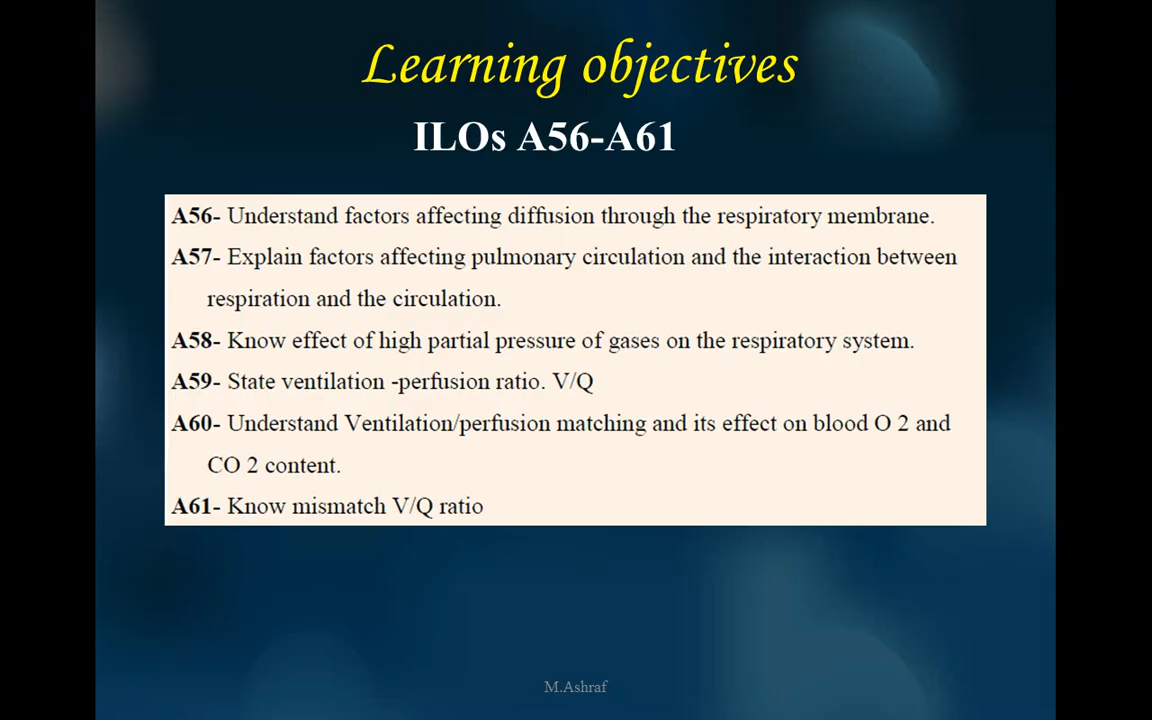 Learning objectives
ILOs A56-A61
A56- Understand factors affecting diffusion through the respiratory membrane.
A57- Explain factors affecting pulmonary circulation and the interaction between
respiration and the circulation.
A58- Know effect of high partial pressure of gases on the respiratory system.
A59- State ventilation -perfusion ratio. V/Q
A60- Understand Ventilation/perfusion matching and its effect on blood O 2 and
CO 2 content.
A61- Know mismatch V/Q ratio
M.Ashraf